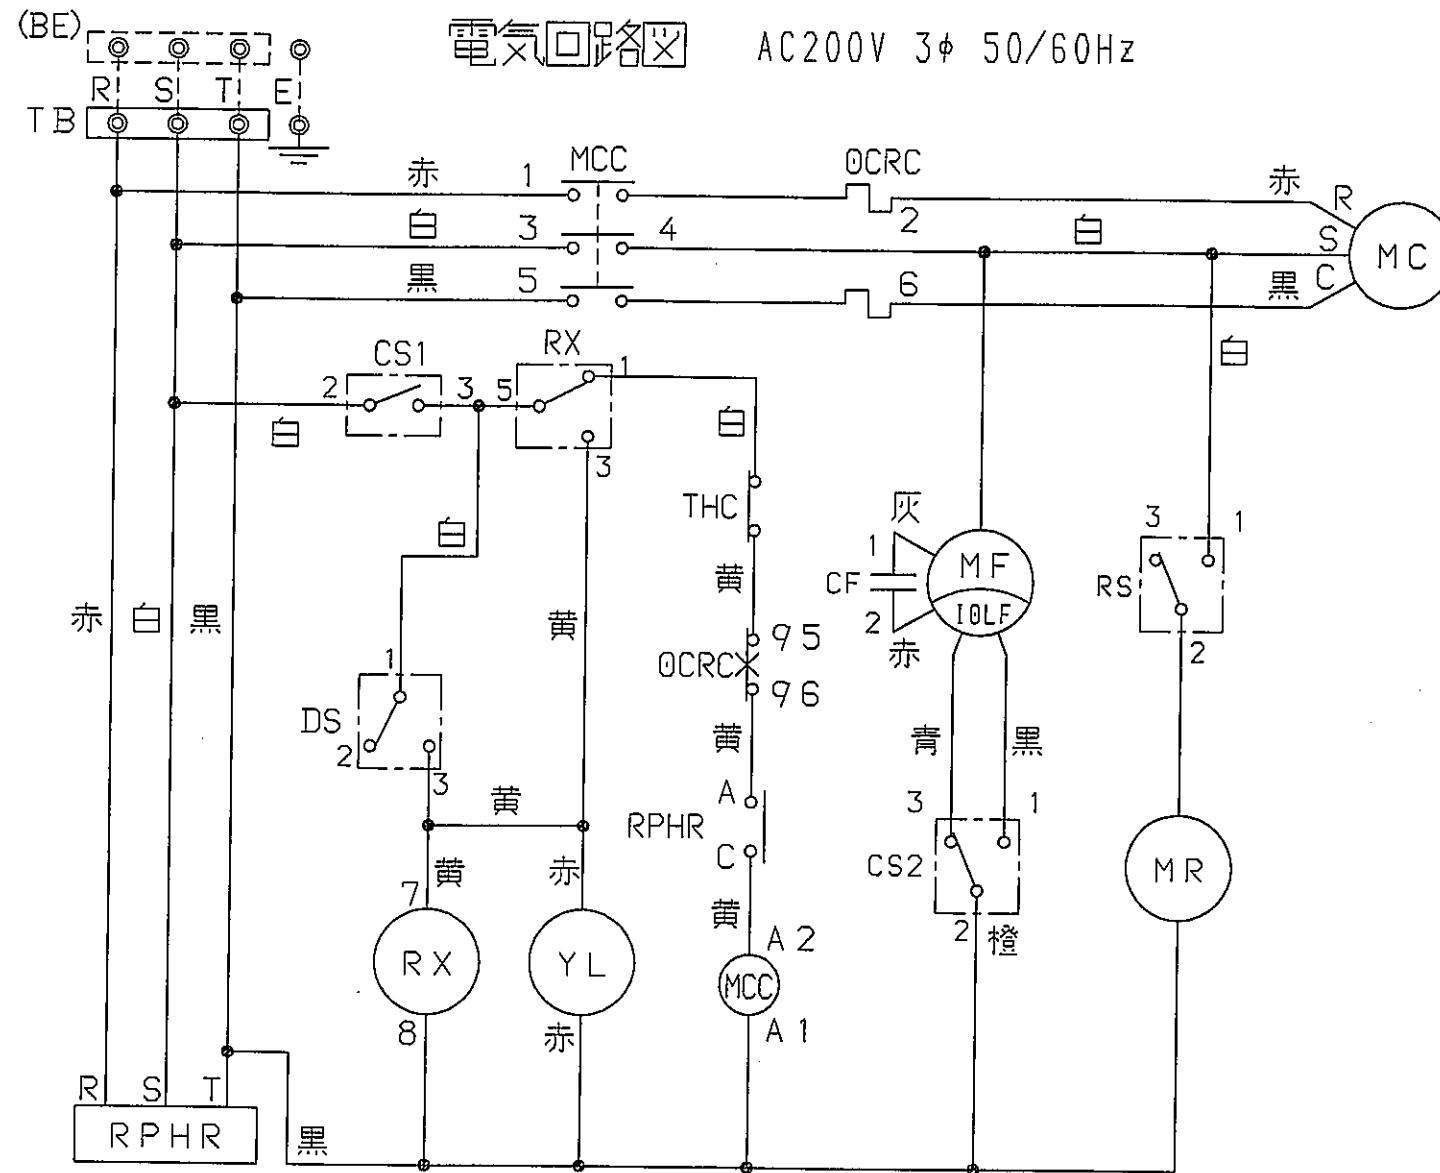 (BE)
電気回路図 AC200V 3φ 50/60Hz
R S T E
TB
MCC
OCRC
赤 1 2 赤 R
白 3 4 白 S
黒 5 6 黒 C
MC
CS1
RX
2 3 5 1
白 白 白
3
THC
灰
3 1
1
MF
黄
CF
RS
IOLF
白
2
赤 白 黒 黄
95
赤
2
OCRC
1
96
DS
黄 青 黒
2
3
A
3 1
黄
RPHR
C
CS2
MR
黄 赤
7
黄
2 橙
A2
RX YL
MCC
8 赤
A1
R S T
RPHR 黒